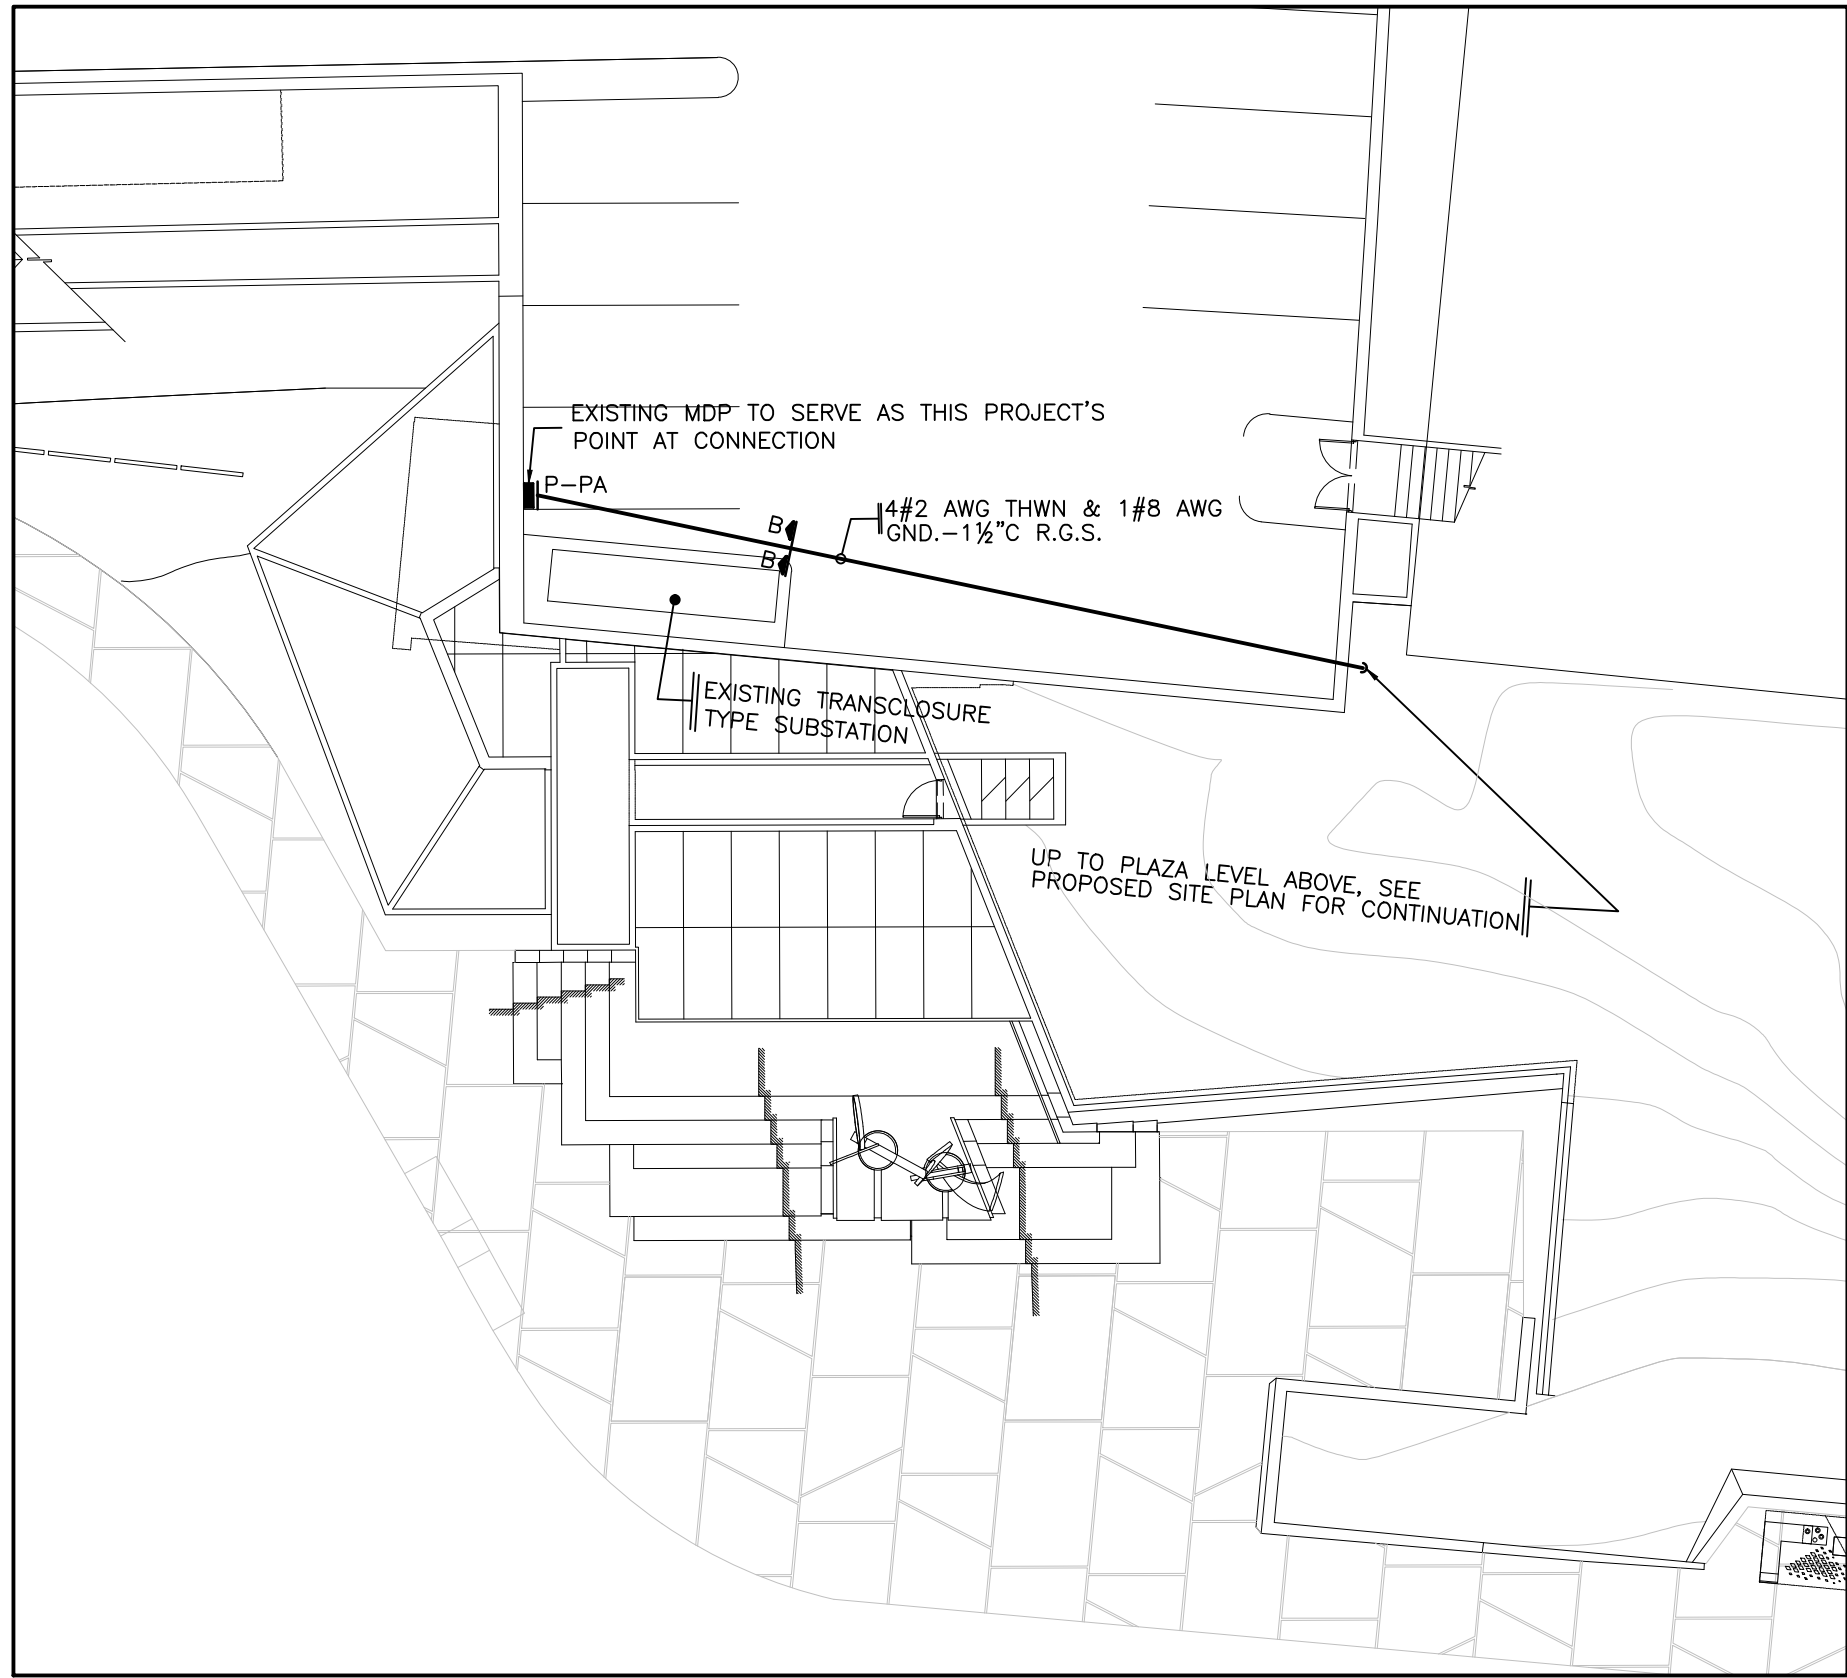 EXISTING MDP TO SERVE AS THIS PROJECT'S
POINT AT CONNECTION
P-PA
4#2 AWG THWN & 1#8 AWG
GND.-1½"C R.G.S.
B
B
EXISTING TRANSCLOSURE
TYPE SUBSTATION
UP TO PLAZA LEVEL ABOVE, SEE
PROPOSED SITE PLAN FOR CONTINUATION